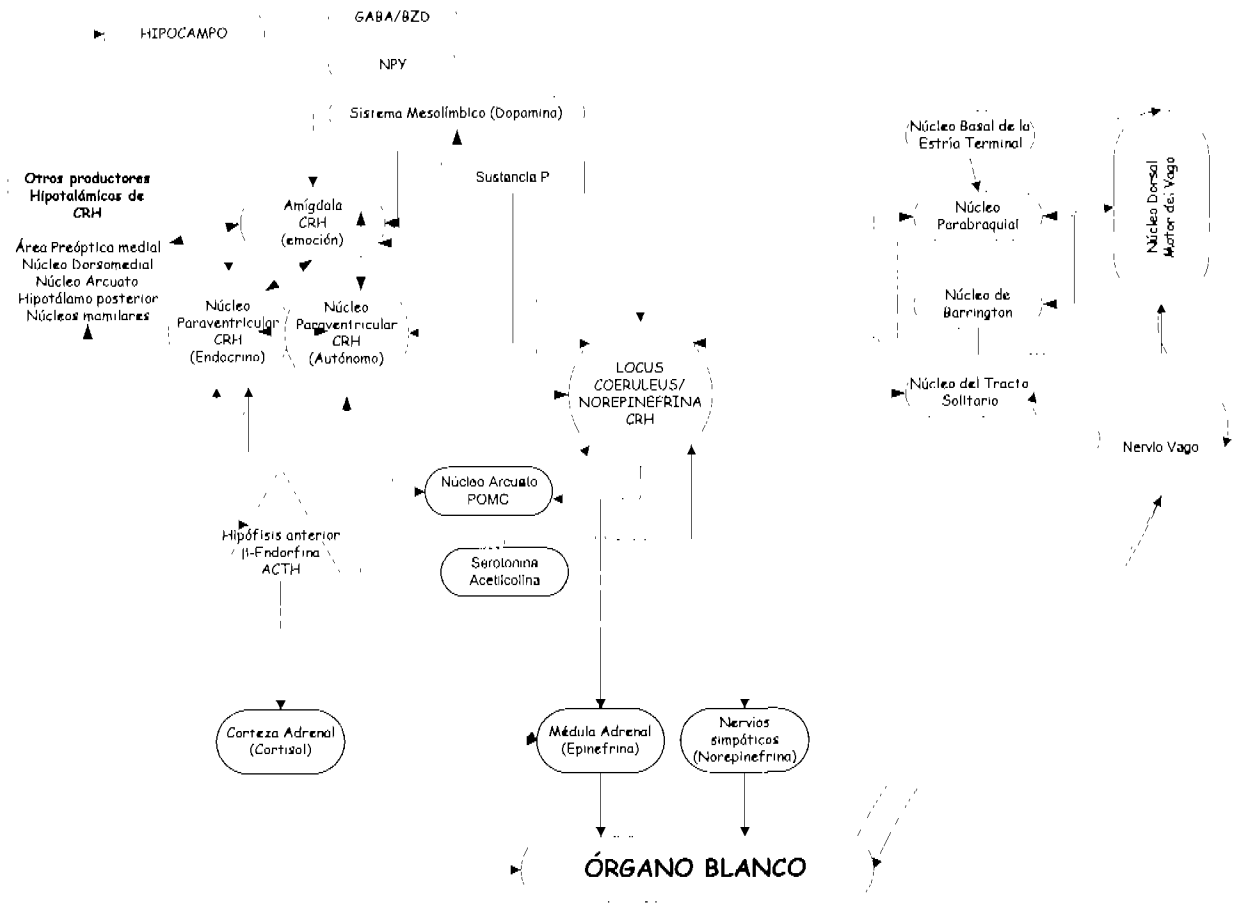 GABA/BZD
HIPOCAMPO
NPY
Sistema Mesolímbico (Dopamina)
Sustancia P
Otros productores
Hipotalámicos de
CRH
Área Preóptica medial
Núcleo Dorsomedial
Núcleo Arcuato
Hipotálamo posterior
Núcleos mamilares
Amígdala
CRH
(emoción)
Núcleo
Paraventricular
CRH
(Endocrino)
Núcleo
Paraventricular
CRH
(Autónomo)
LOCUS
COERULEUS/
NOREPINEFRINA
CRH
Núcleo Basal de la
Estría Terminal
Núcleo
Parabraquial
Núcleo de
Barrington
Núcleo del Tracto
Solitario
Núcleo Dorsal
Motor del Vago
Nervio Vago
Núcleo Arcuato
POMC
Serotonina
Acetilcolina
Hipófisis anterior
β-Endorfina
ACTH
Corteza Adrenal
(Cortisol)
Médula Adrenal
(Epinefrina)
Nervios
simpáticos
(Norepinefrina)
ÓRGANO BLANCO